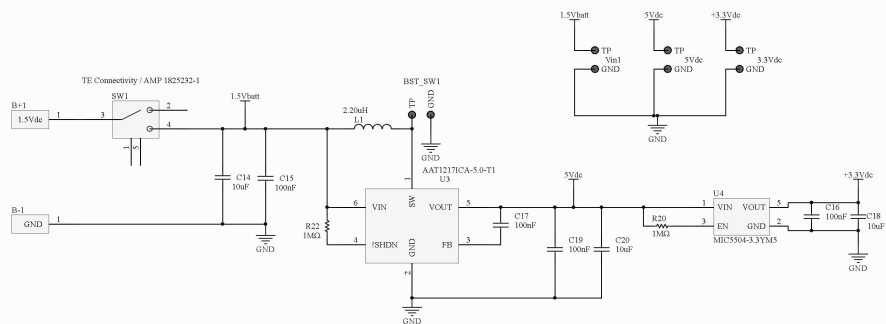 1.5Vbatt
5Vdc
+3.3Vdc
TP
Vin1
GND
TP
5Vdc
GND
TP
3.3Vdc
GND
GND
TE Connectivity / AMP 1825232-1
SW1
B+1
1.5Vdc
1
3
2
4
1
5
1.5Vbatt
2.20uH
L1
BST_SW1
TP
GND
GND
C14
10uF
C15
100nF
B-1
GND
1
GND
R22
1MΩ
AAT1217ICA-5.0-T1
U3
1
SW
6
VIN
VOUT
5
4
!SHDN
FB
3
GND
2
GND
C17
100nF
5Vdc
C19
100nF
C20
10uF
R20
1MΩ
U4
1
VIN
VOUT
5
3
EN
GND
2
MIC5504-3.3YM5
+3.3Vdc
C16
100nF
C18
10uF
GND